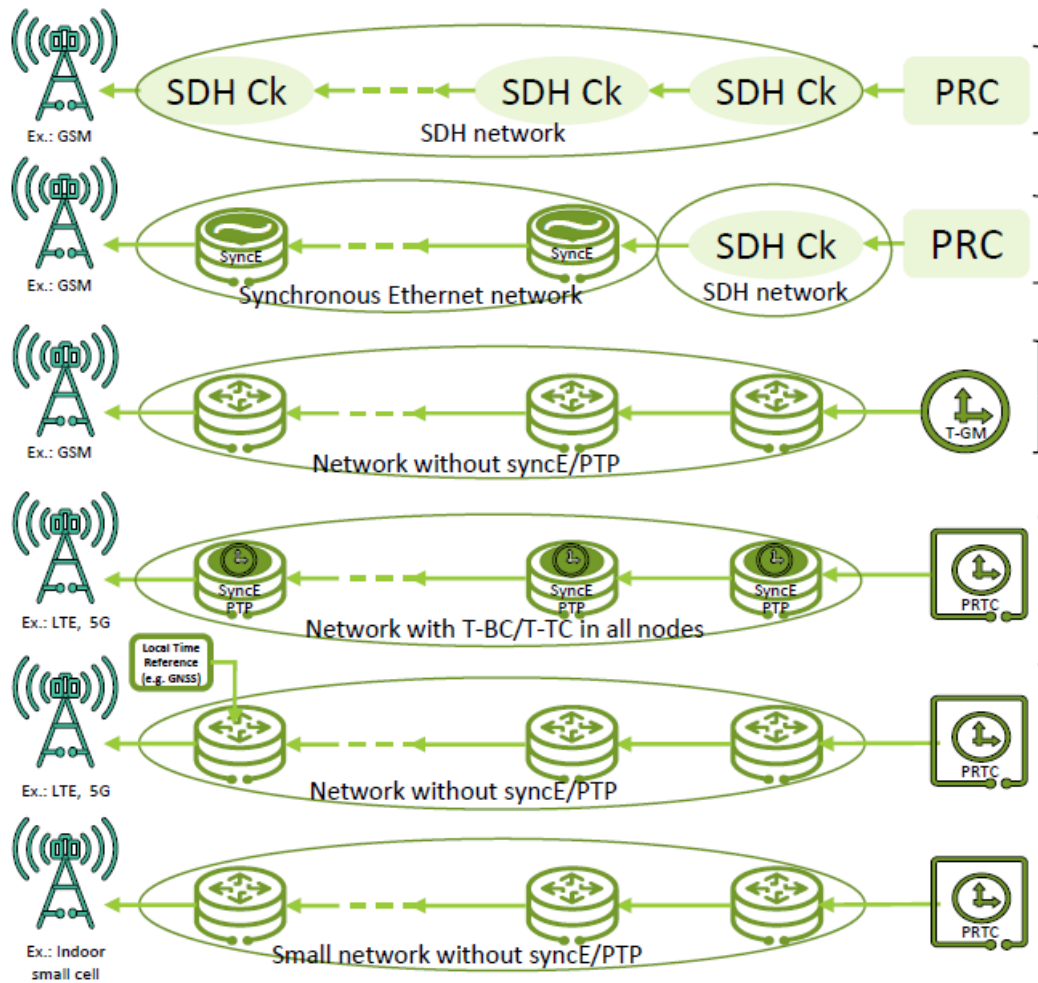 SDH Ck
SDH Ck
SDH Ck
PRC
SDH network
Ex.: GSM
SyncE
SyncE
SDH Ck
PRC
Synchronous Ethernet network
SDH network
Ex.: GSM
T-GM
Ex.: GSM
Network without syncE/PTP
SyncE
PTP
SyncE
PTP
SyncE
PTP
PRTC
Ex.: LTE, 5G
Network with T-BC/T-TC in all nodes
Local Time
Reference
(e.g. GNSS)
PRTC
Ex.: LTE, 5G
Network without syncE/PTP
PRTC
Ex.: Indoor
small cell
Small network without syncE/PTP